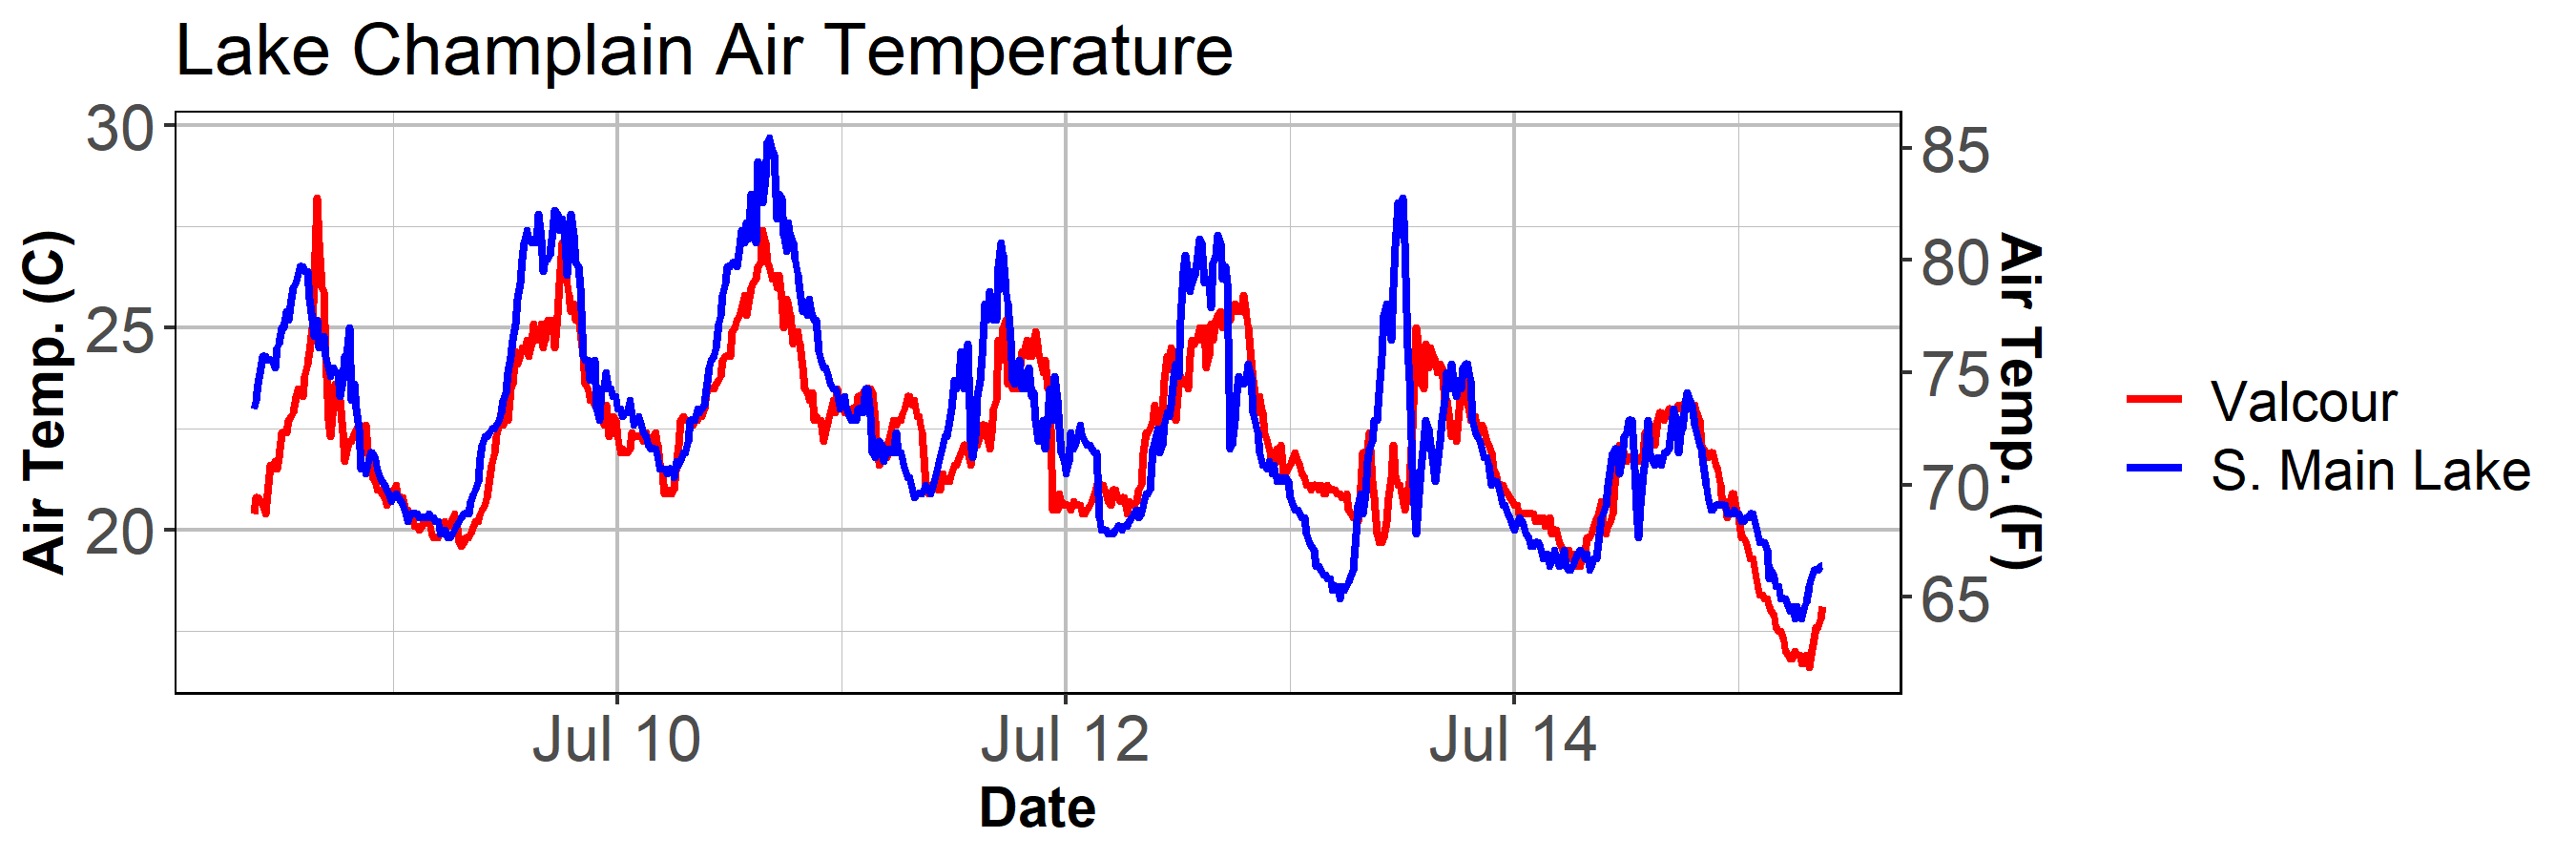 Lake Champlain Air Temperature
30
25
20
Air Temp. (C)
85
80
75
70
65
Air Temp. (F)
Jul 10
Jul 12
Jul 14
Date
Valcour
S. Main Lake